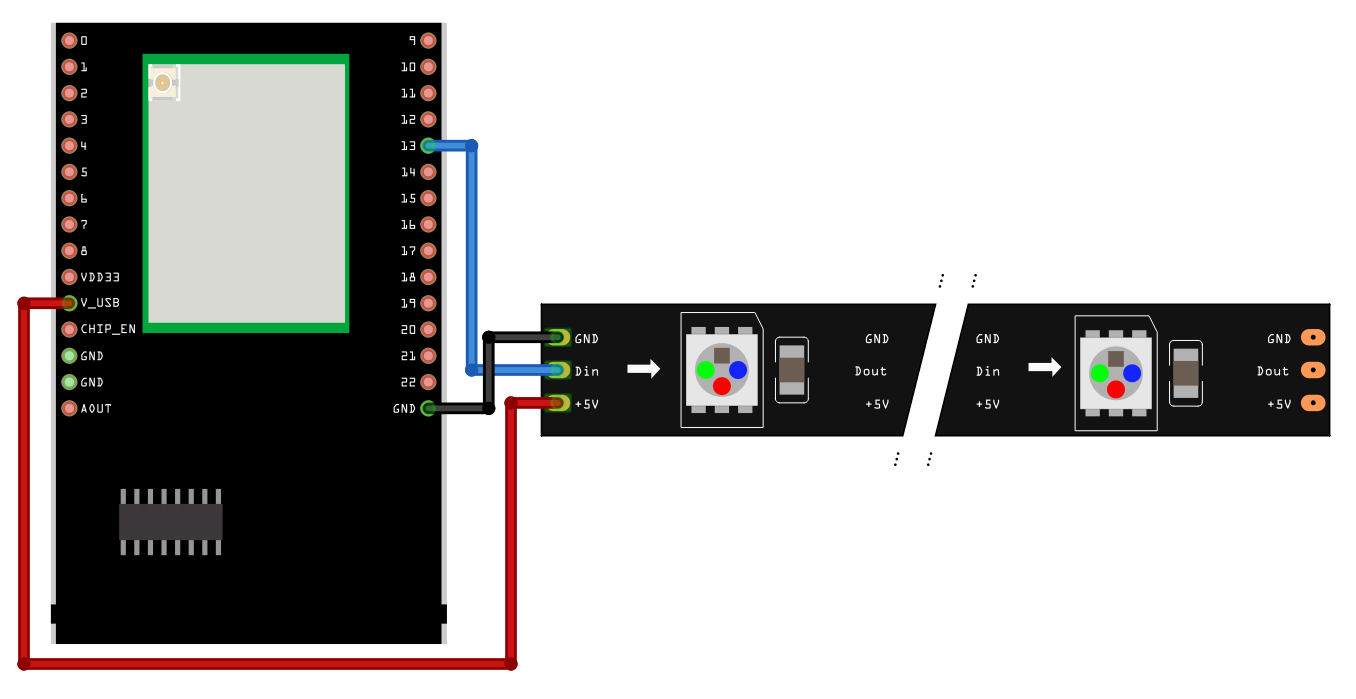 0
1
2
3
4
5
6
7
8
VDD33
V_USB
CHIP_EN
GND
GND
AOUT
9
10
11
12
13
14
15
16
17
18
19
20
21
22
GND
GND
Din
+5V
GND
Dout
+5V
GND
Din
+5V
GND
Dout
+5V